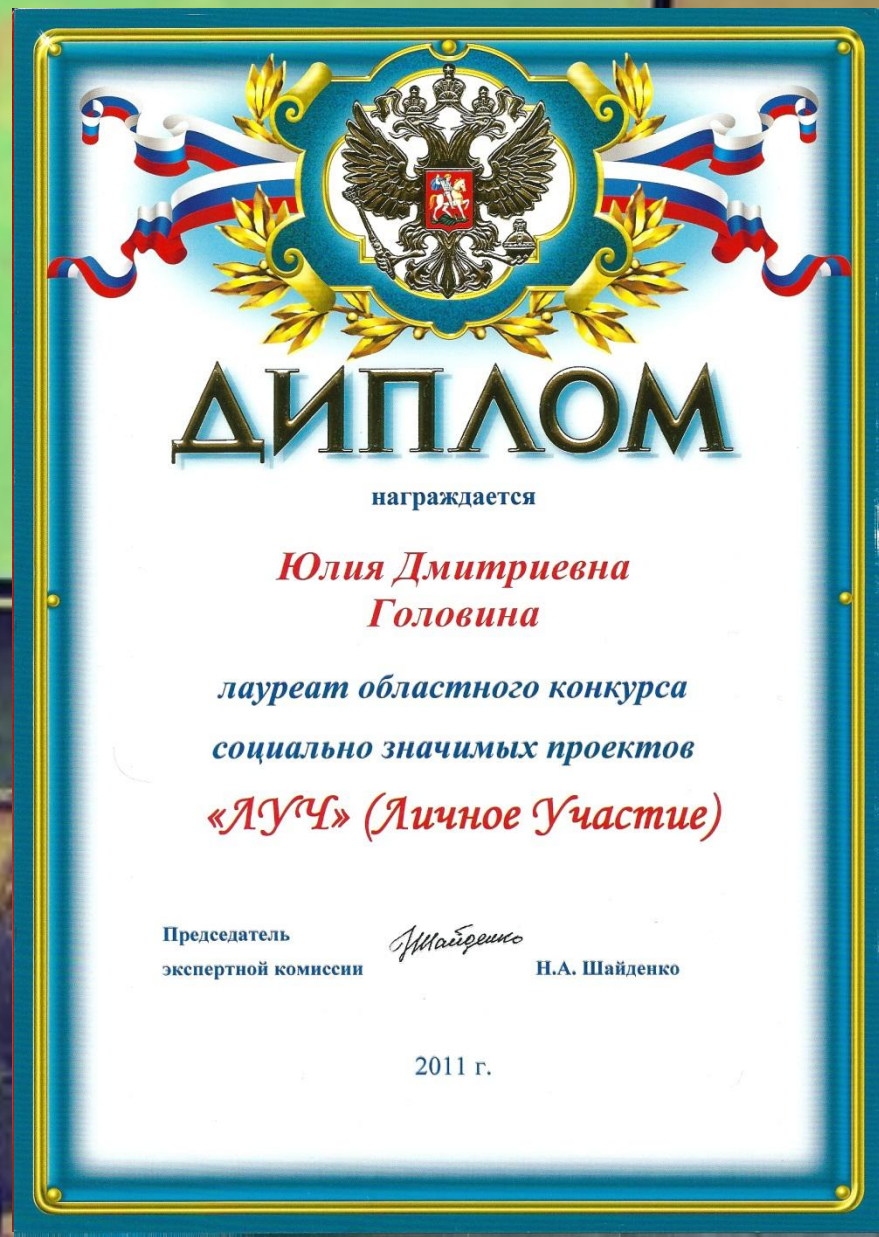 ДИПЛОМ
награждается
Юлия Дмитриевна
Головина
лауреат областного конкурса
социально значимых проектов
«ЛУЧ» (Личное Участие)
Председатель
экспертной комиссии
НШайденко
Н.А. Шайденко
2011 г.